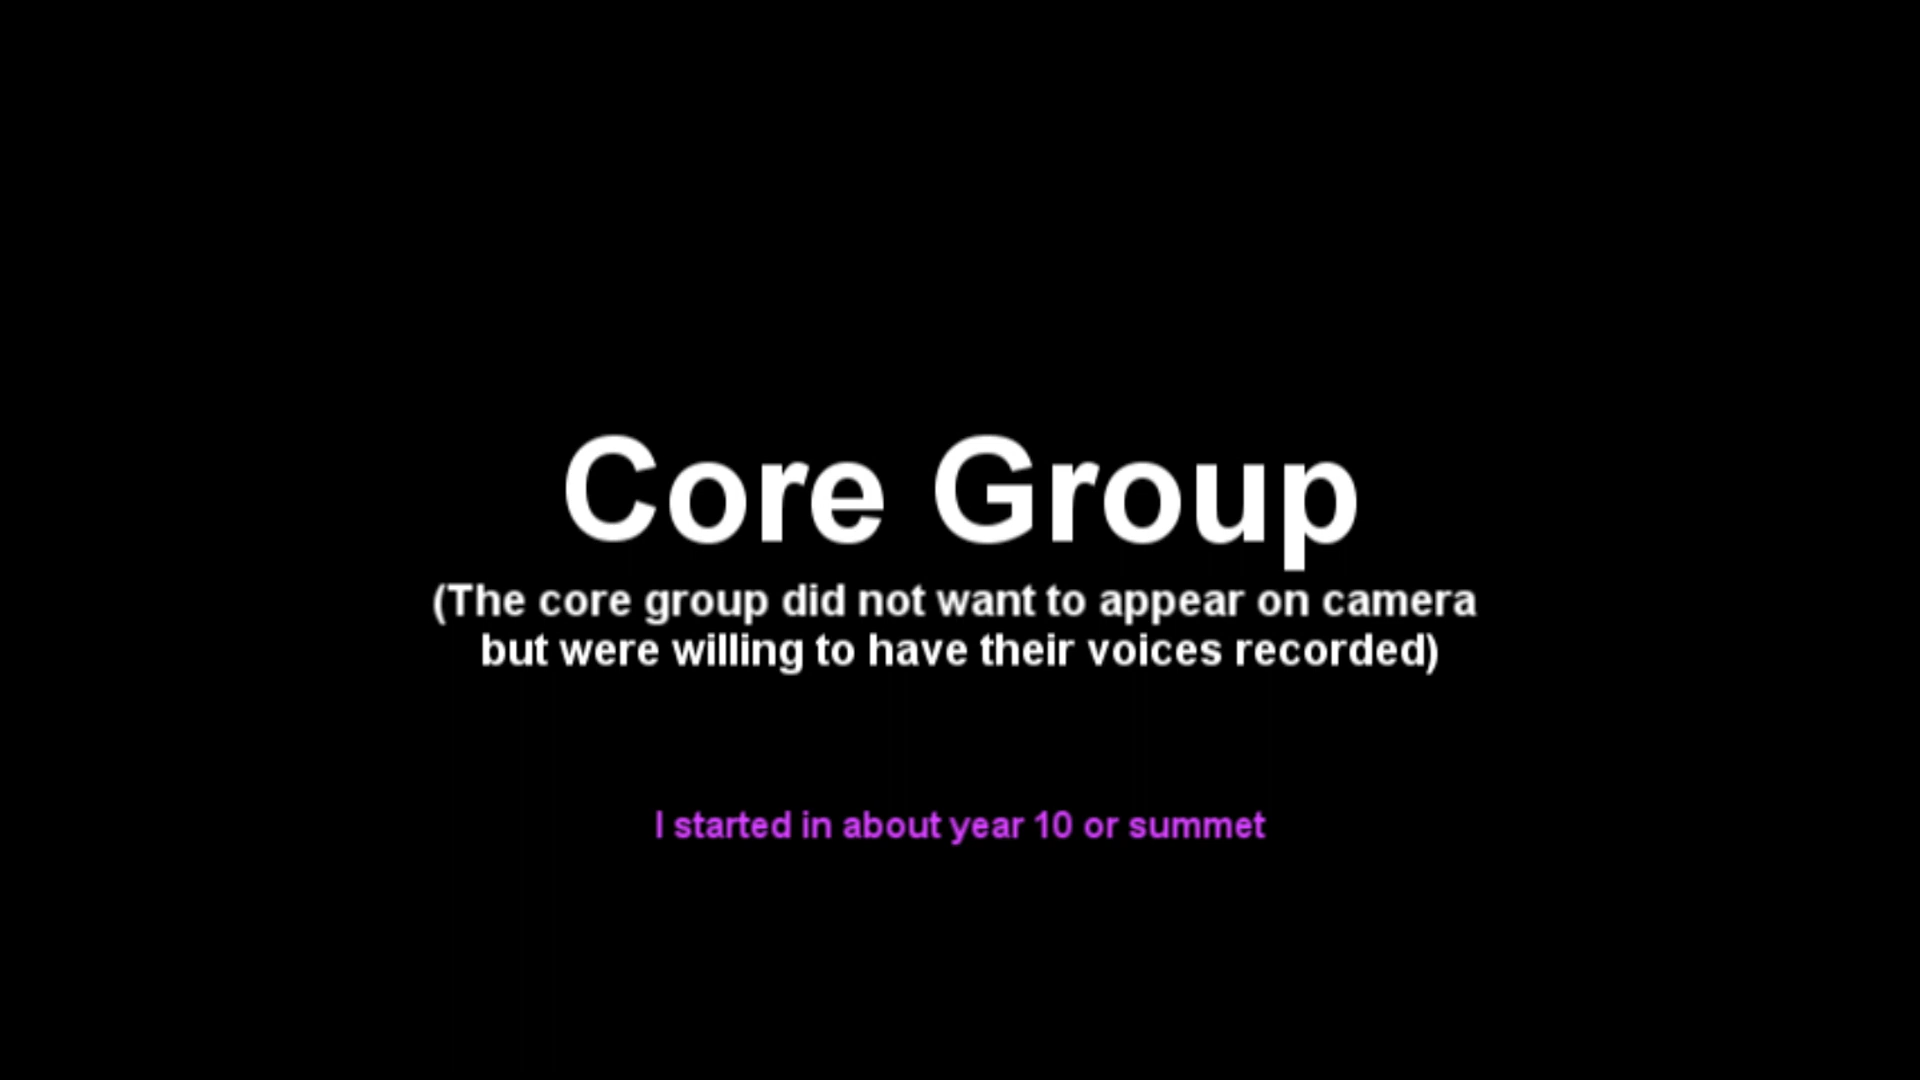 Core Group
(The core group did not want to appear on camera
but were willing to have their voices recorded)
I started in about year 10 or summet